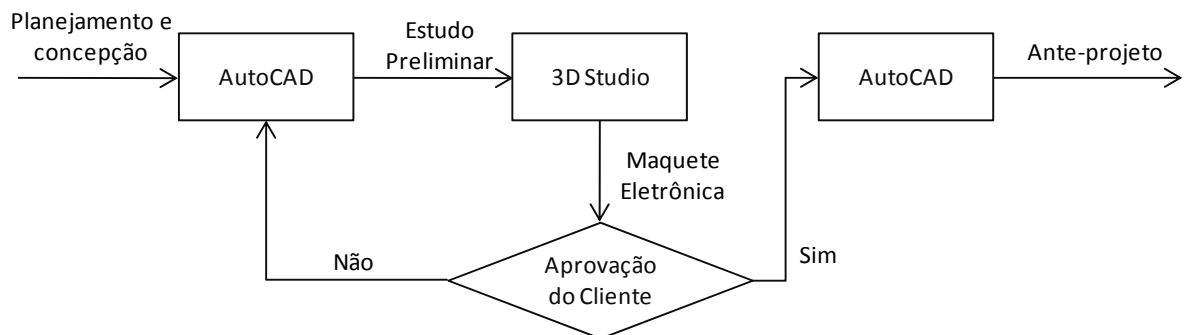 Planejamento e
concepção
AutoCAD
Estudo
Preliminar
3D Studio
AutoCAD
Ante-projeto
Maquete
Eletrônica
Não
Aprovação
do Cliente
Sim